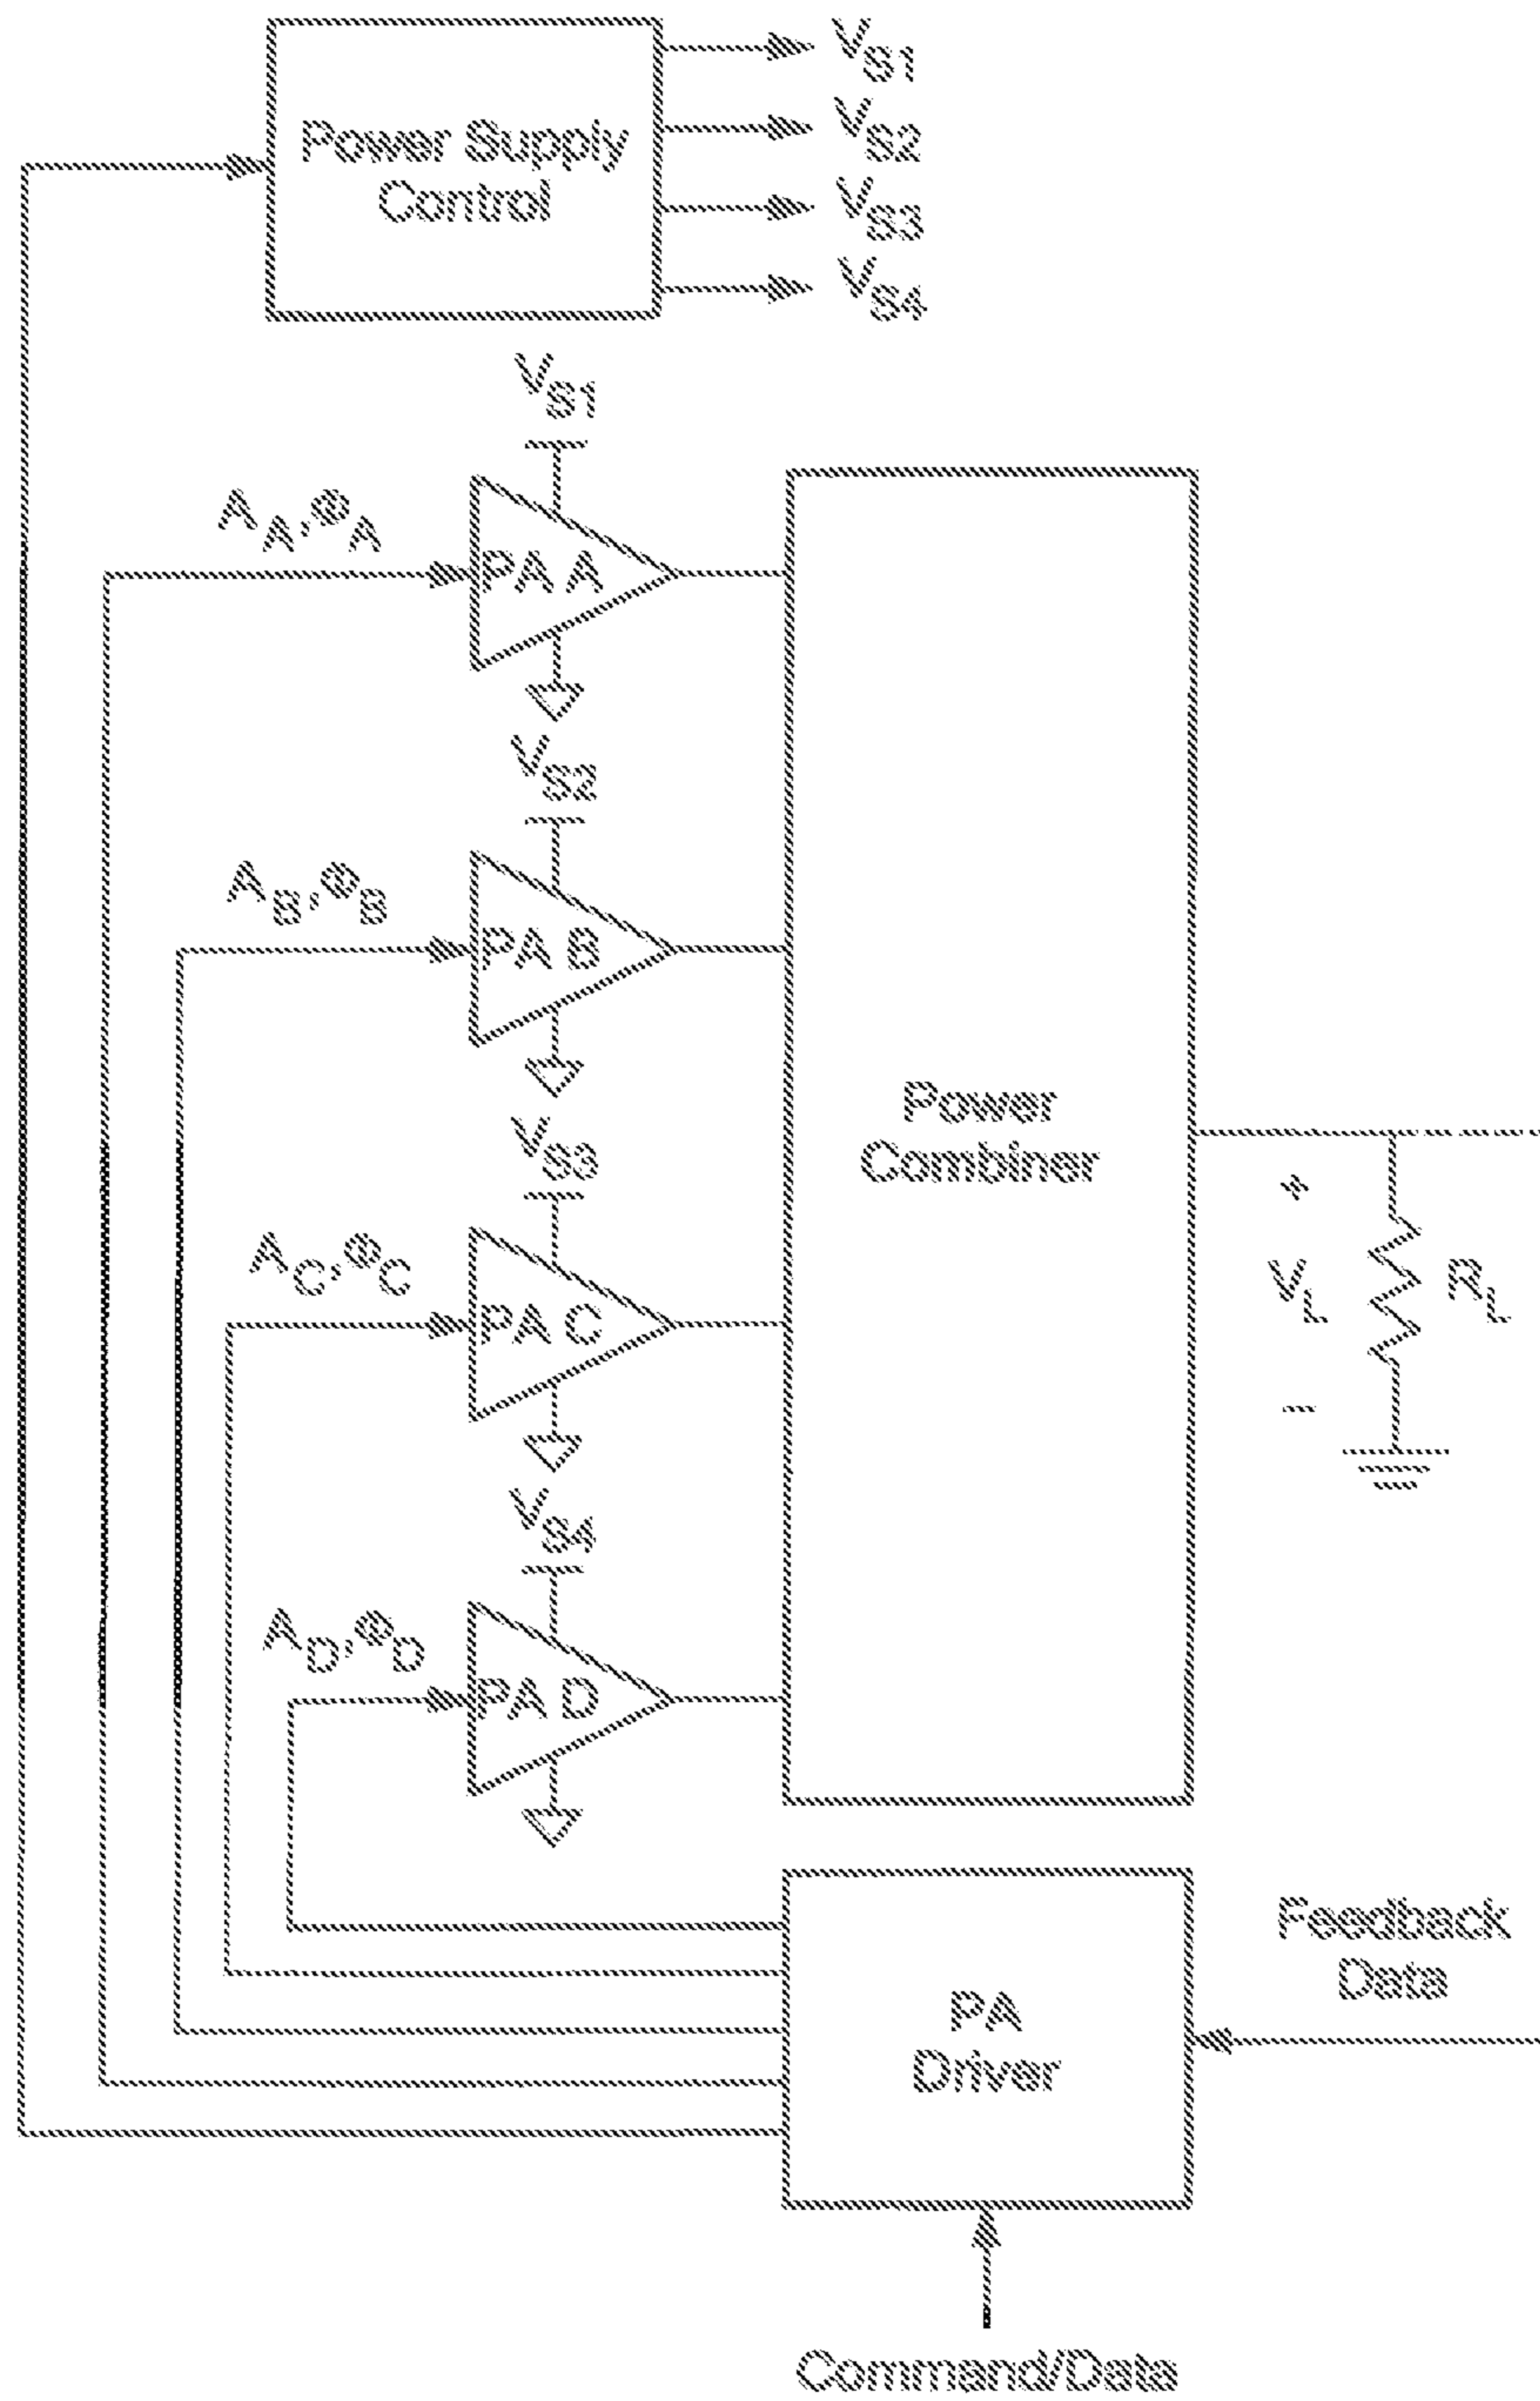 Power Supply
Control
VS1
VS2
VS3
VS4
VS1
AA,ΦA
PA A
VS2
AB,ΦB
PA B
VS3
AC,ΦC
PA C
VS4
AD,ΦD
PA D
Power
Combiner
+
VL
RL
−
PA
Driver
Feedback
Data
Command/Data